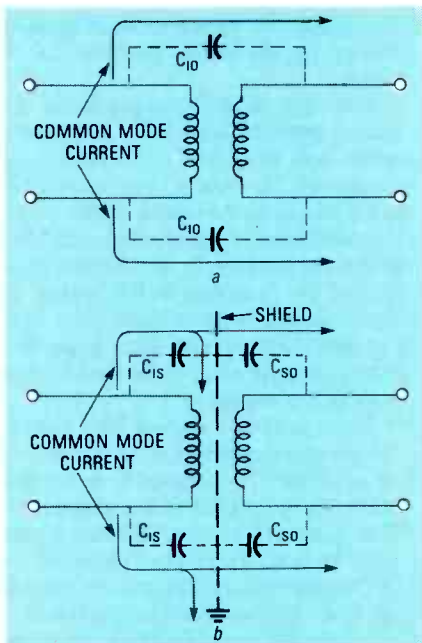 C10
COMMON MODE
CURRENT
C10
a
SHIELD
CIS
CSO
COMMON MODE
CURRENT
CIS
CSO
b